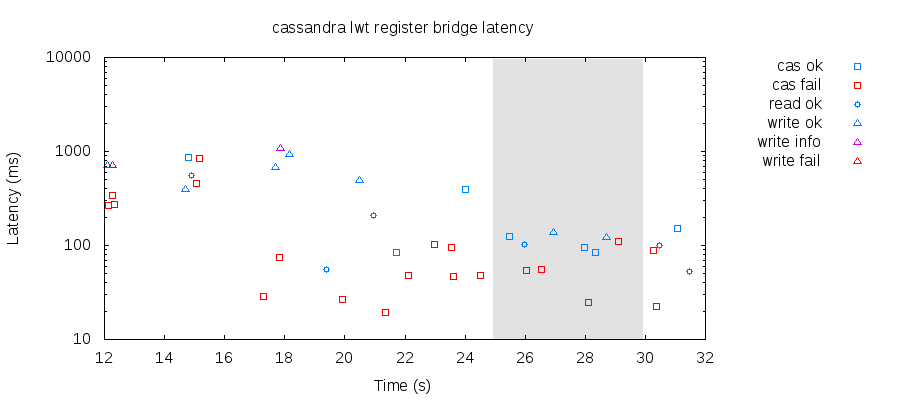 cassandra lwt register bridge latency
10000
1000
100
10
Latency (ms)
12 14 16 18 20 22 24 26 28 30 32
Time (s)
cas ok
cas fail
read ok
write ok
write info
write fail